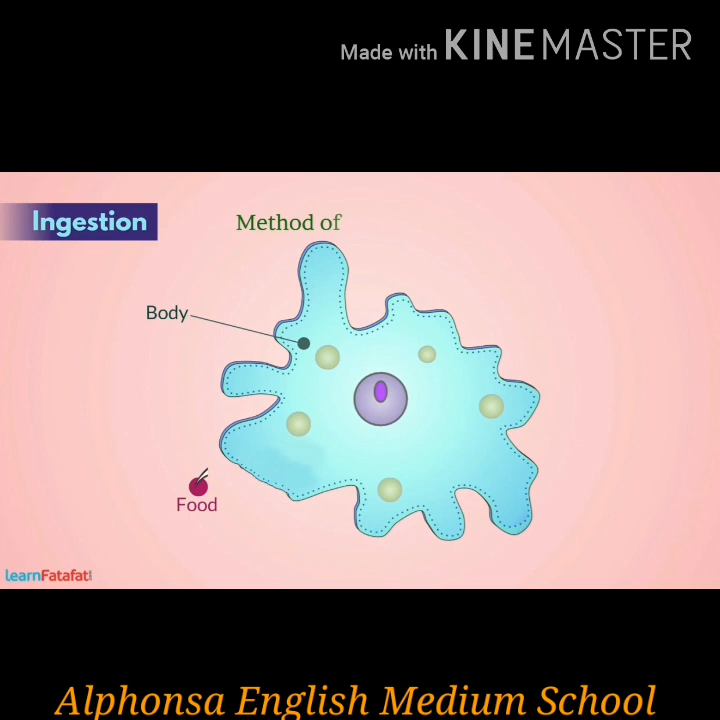 Made with KINEMASTER
Ingestion
Method of
Body
Food
learnFatafat
Alphonsa English Medium School